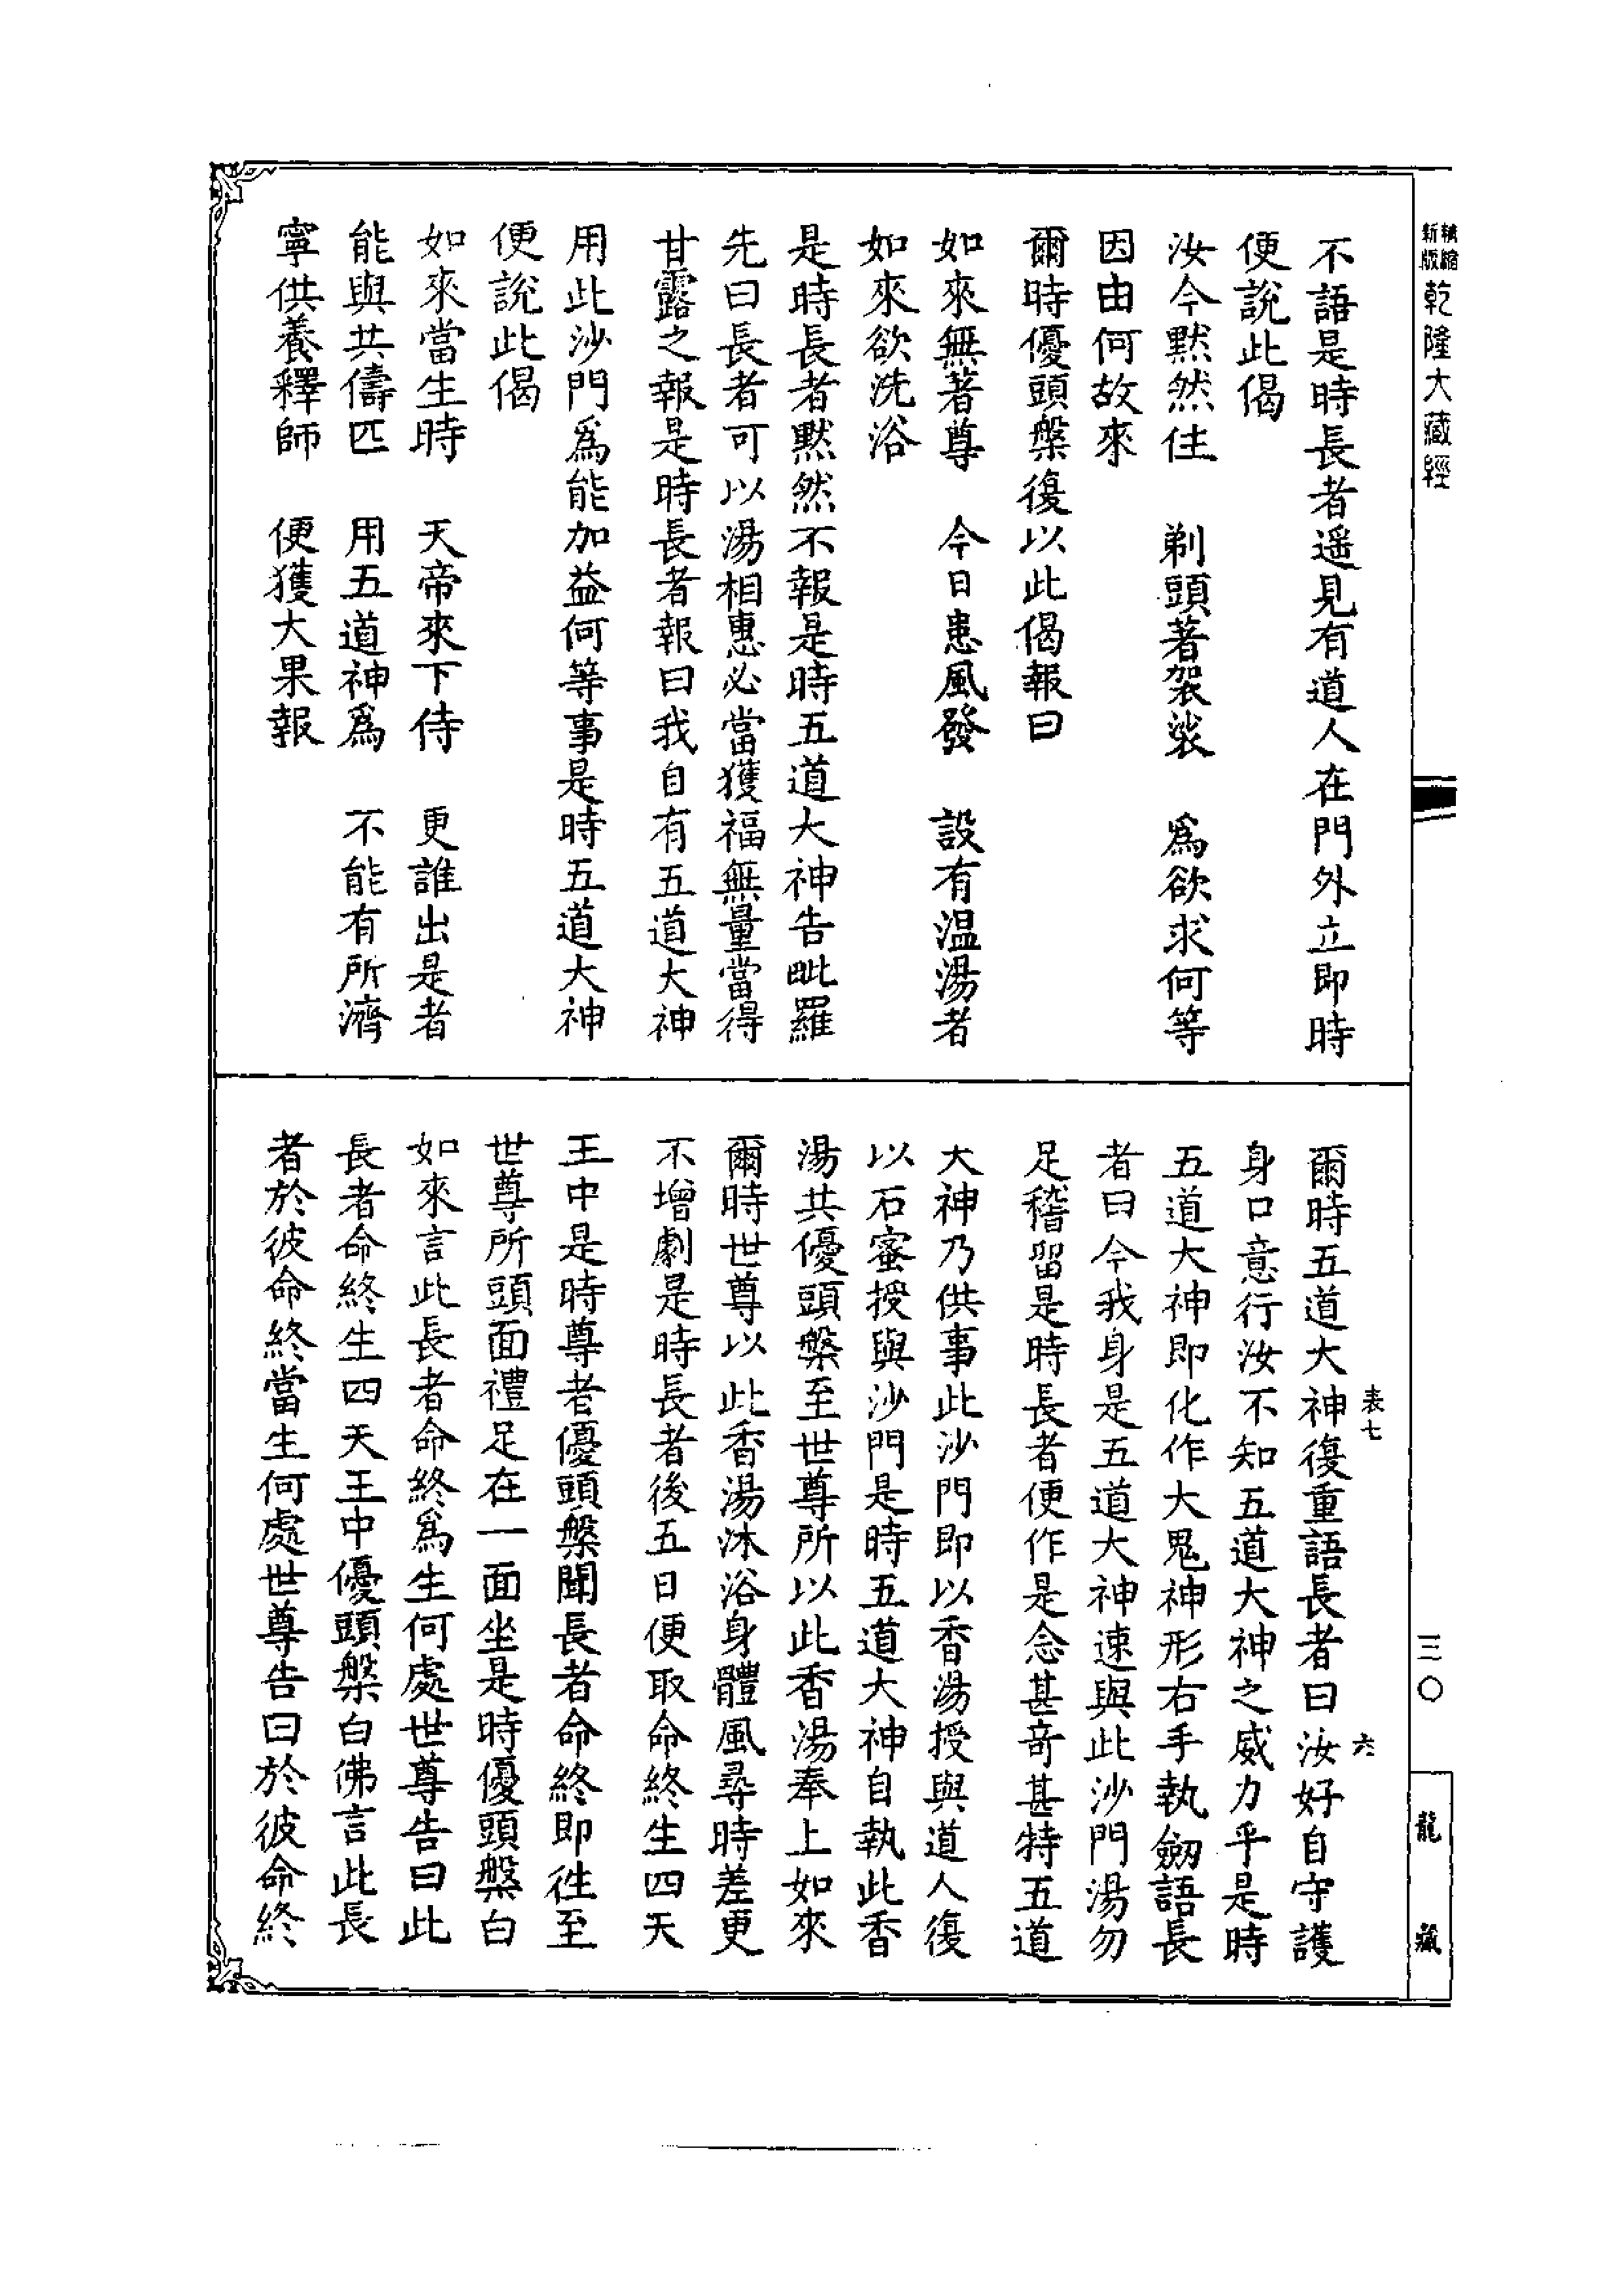 新版縮輯乾隆大藏經
不語是時長者遥見有道人在門外立即時
便說此偈
汝今默然住　剃頭著袈裟　爲欲求何等
因由何故來
爾時優頭槃復以此偈報曰
如來無著尊　今日患風發　設有温湯者
如來欲洗浴
是時長者默然不報是時五道大神告毗羅
先曰長者可以湯相惠必當獲福無量當得
甘露之報是時長者報曰我自有五道大神
用此沙門爲能加益何等事是時五道大神
便說此偈
如來當生時　天帝來下侍　更誰出是者
能與共儔匹　用五道神爲　不能有所濟
寧供養釋師　便獲大果報
表七
六
爾時五道大神復重語長者曰汝好自守護
身口意行汝不知五道大神之威力乎是時
五道大神即化作大鬼神形右手執劒語長
者曰今我身是五道大神速與此沙門湯勿
足稽留是時長者便作是念甚奇甚特五道
大神乃供事此沙門即以香湯授與道人復
以石蜜授與沙門是時五道大神自執此香
湯共優頭槃至世尊所以此香湯奉上如來
爾時世尊以此香湯沐浴身體風尋時差更
不增劇是時長者後五日便取命終生四天
王中是時尊者優頭槃聞長者命終即往至
世尊所頭面禮足在一面坐是時優頭槃白
如來言此長者命終爲生何處世尊告曰此
長者命終生四天王中優頭槃白佛言此長
者於彼命終當生何處世尊告曰於彼命終
三〇
龍藏